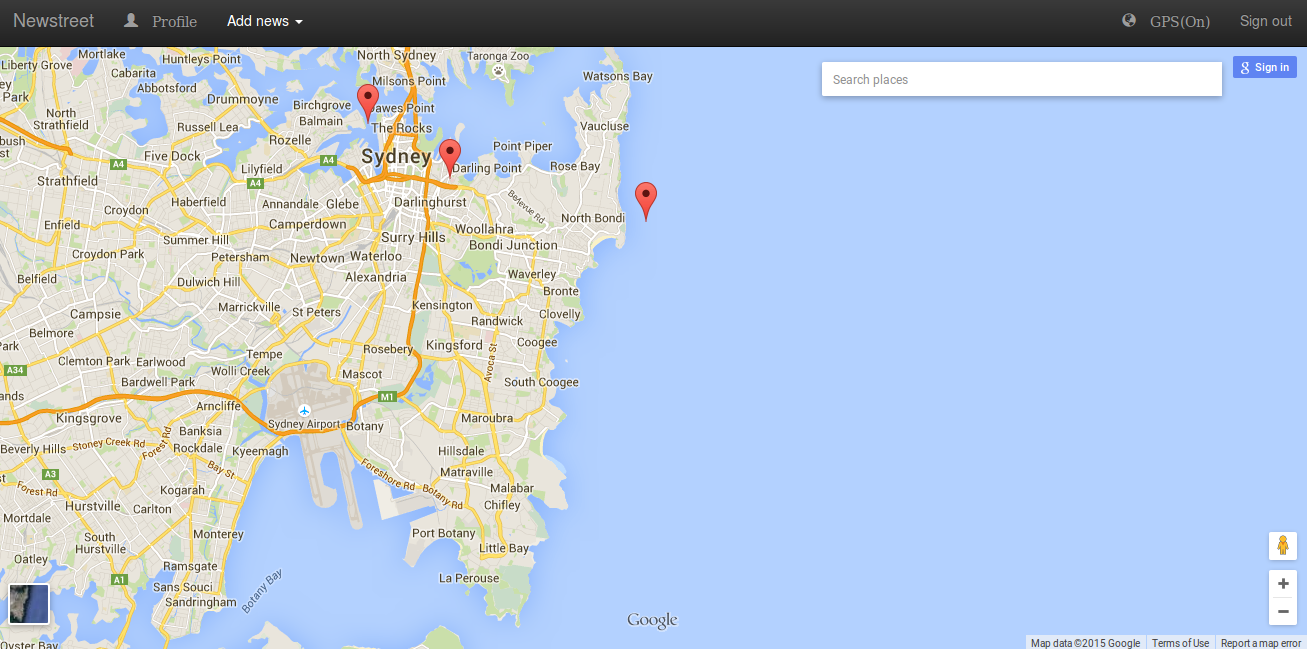 Newstreet Profile Add news GPS(On) Sign out
Search places
Sign in
Mortlake
Huntleys Point
North Sydney
Taronga Zoo
Liberty Grove
Cabarita
Milsons Point
Watsons Bay
Park
Abbotsford
Drummoyne
Birchgrove
Dawes Point
North
Strathfield
Balmain
The Rocks
Vaucluse
Russell Lea
Rozelle
Point Piper
Five Dock
Sydney
A4
A4
Lilyfield
Darling Point
Rose Bay
Strathfield
A4
Haberfield
Annandale
Glebe
Darlinghurst
Bellevue Rd
Croydon
Enfield
Camperdown
Woollahra
North Bondi
Summer Hill
Surry Hills
Bondi Junction
Croydon Park
Petersham
Newtown
Waterloo
Belfield
Dulwich Hill
Alexandria
Waverley
Marrickville
St Peters
Kensington
Bronte
Campsie
Randwick
Clovelly
Belmore
Tempe
Rosebery
Kingsford
Coogee
Clemton Park
Earlwood
Avoca St
A34
Wolli Creek
Mascot
Bardwell Park
South Coogee
M1
Arncliffe
Kingsgrove
Sydney Airport
Botany
Maroubra
Banksia
Beverly Hills
Stoney Creek Rd
Forest Rd
Rockdale
Kyeemagh
Hillsdale
Bay St
Foreshore Rd
Matraville
A3
Forest Rd
Kogarah
Botany Rd
Malabar
Hurstville
Carlton
Chifley
Mortdale
South
Hurstville
Monterey
Port Botany
Little Bay
Oatley
Ramsgate
A1
Sans Souci
Botany Bay
La Perouse
Sandringham
Google
Oyster Bay
Map data ©2015 Google Terms of Use Report a map error